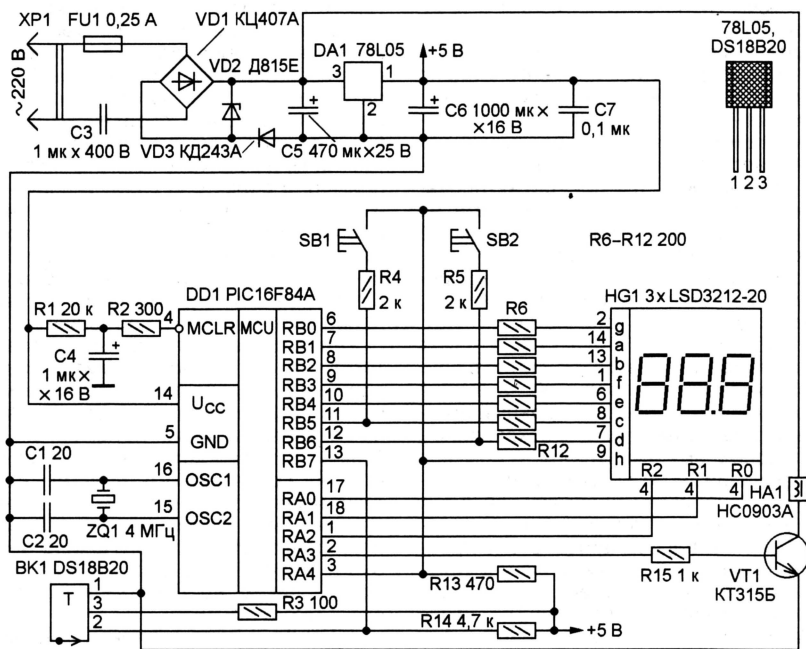 XP1
FU1 0,25 А
VD1 КЦ407А
~220 В
C3
1 мк х 400 В
VD2 Д815Е
VD3 КД243А
DA1 78L05
3
1
2
+5 В
+
C5 470 мк×25 В
+
C6 1000 мк×
×16 В
C7
0,1 мк
78L05,
DS18B20
1 2 3
SB1
SB2
R4
2 к
R5
2 к
R6–R12 200
R1 20 к
R2 300
C4
+
1 мк×
×16 В
DD1 PIC16F84A
4
MCLR
MCU
14
UCC
5
GND
16
OSC1
15
OSC2
RB0
6
RB1
7
RB2
8
RB3
9
RB4
10
RB5
11
RB6
12
RB7
13
RA0
17
RA1
18
RA2
1
RA3
2
RA4
3
R6
R12
HG1 3х LSD3212-20
2
g
14
a
13
b
1
f
6
e
8
c
7
d
9
h
88.8
R2 R1 R0
4 4 4
C1 20
C2 20
ZQ1 4 МГц
BK1 DS18B20
T
1
3
2
R3 100
R13 470
R14 4,7 к
+5 В
R15 1 к
HA1
HC0903A
VT1
КТ315Б